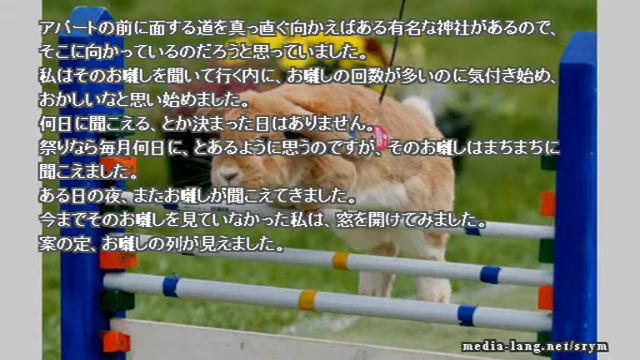 アパートの前に面する道を真っ直ぐ向かえばある有名な神社があるので、
そこに向かっているのだろうと思っていました。
私はそのお囃しを聞いて行く内に、お囃しの回数が多いのに気付き始め、
おかしいなと思い始めました。
何日に聞こえる、とか決まった日はありません。
祭りなら毎月何日に、とあるように思うのですが、そのお囃しはまちまちに
聞こえました。
ある日の夜、またお囃しが聞こえてきました。
今までそのお囃しを見ていなかった私は、窓を開けてみました。
案の定、お囃しの列が見えました。
media-lang.net/srym